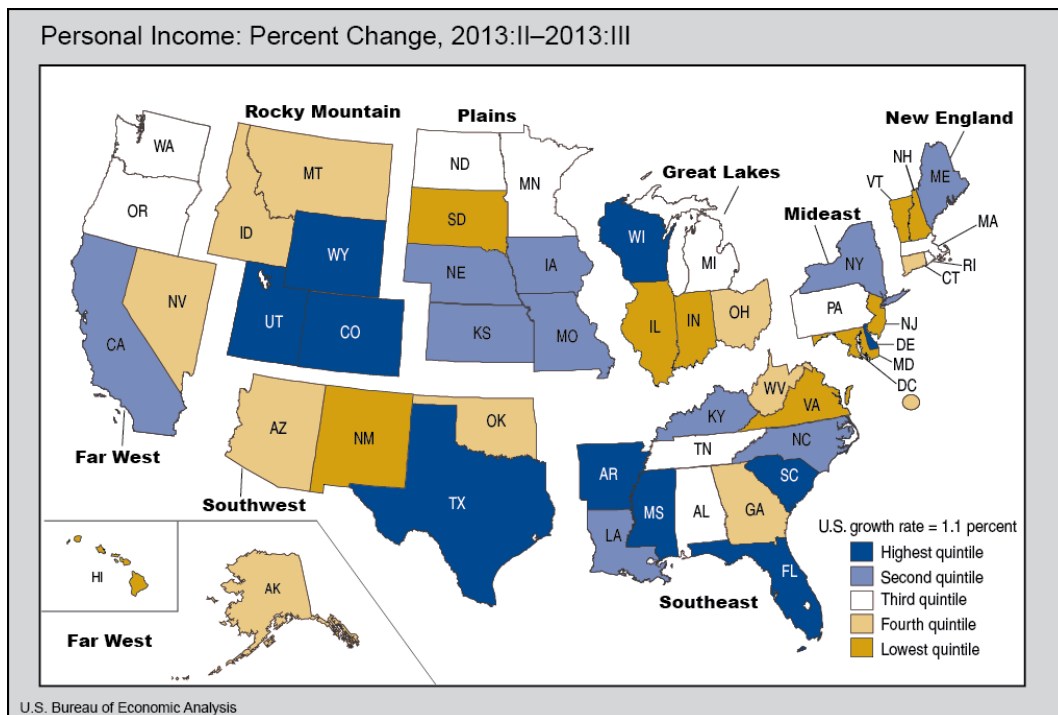 Personal Income: Percent Change, 2013:II–2013:III
Rocky Mountain
Plains
New England
Great Lakes
Mideast
WA
OR
CA
NV
ID
MT
WY
UT
CO
ND
SD
NE
KS
MN
IA
MO
WI
MI
IL
IN
OH
NH
VT
ME
MA
RI
CT
NY
PA
NJ
DE
MD
DC
Far West
AZ
NM
OK
TX
Southwest
WV
VA
KY
NC
TN
SC
AR
MS
AL
GA
LA
FL
Southeast
HI
AK
Far West
U.S. growth rate = 1.1 percent
Highest quintile
Second quintile
Third quintile
Fourth quintile
Lowest quintile
U.S. Bureau of Economic Analysis